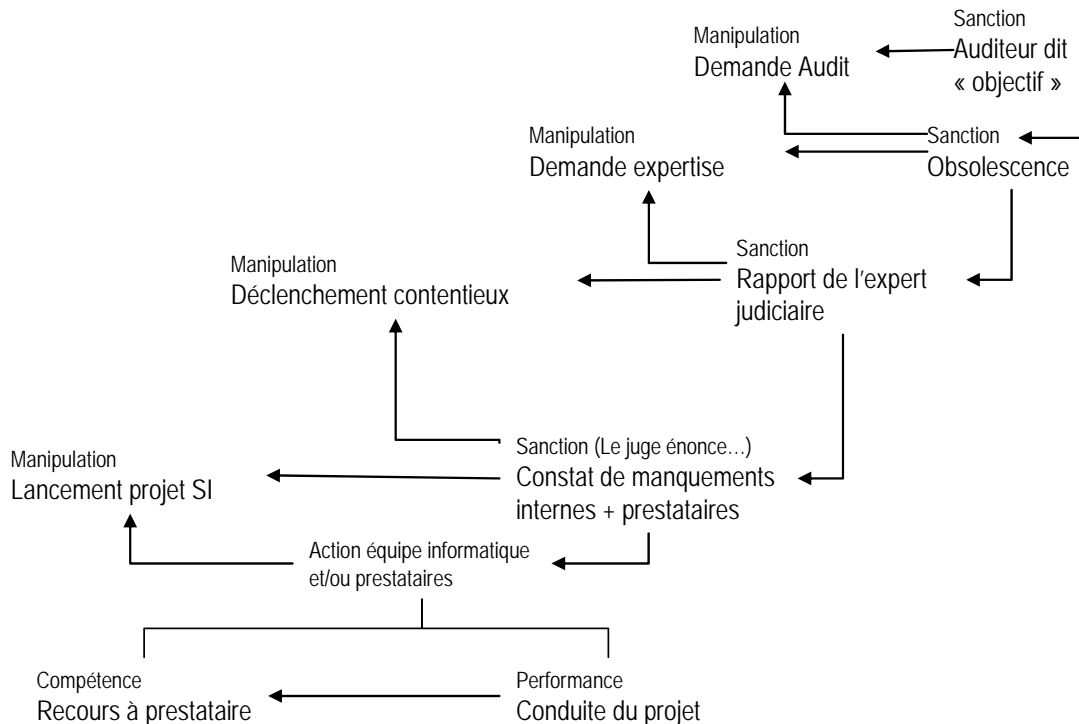 Sanction
Auditeur dit
« objectif »
Manipulation
Demande Audit
Manipulation
Demande expertise
Sanction
Obsolescence
Sanction
Rapport de l'expert
judiciaire
Manipulation
Déclenchement contentieux
Sanction (Le juge énonce…)
Constat de manquements
internes + prestataires
Manipulation
Lancement projet SI
Action équipe informatique
et/ou prestataires
Compétence
Recours à prestataire
Performance
Conduite du projet